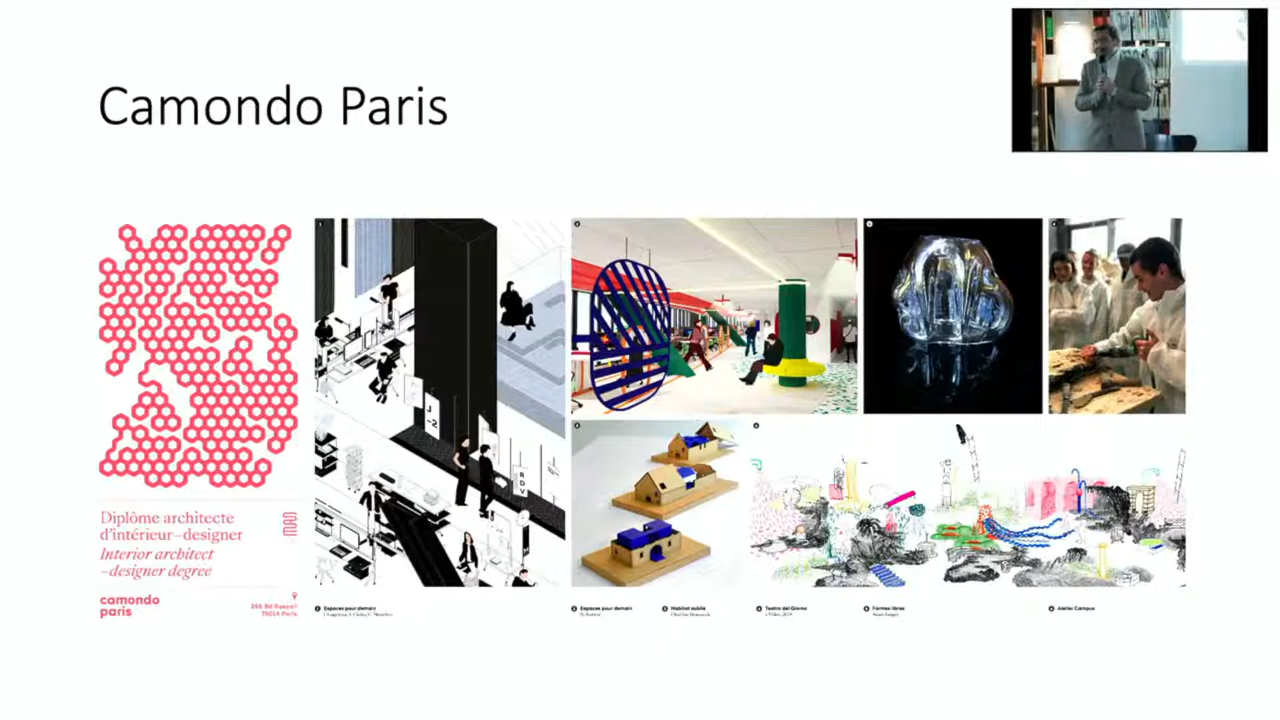 Camondo Paris
Diplôme architecte
d'intérieur–designer
Interior architect
–designer degree
camondo
paris
266 Bd Raspail
75014 Paris
J
-2
R
D
V
Espaces pour demain
Espaces pour demain
Habitat oublié
Teatro del Giorno
Formes libres
Atelier Campus